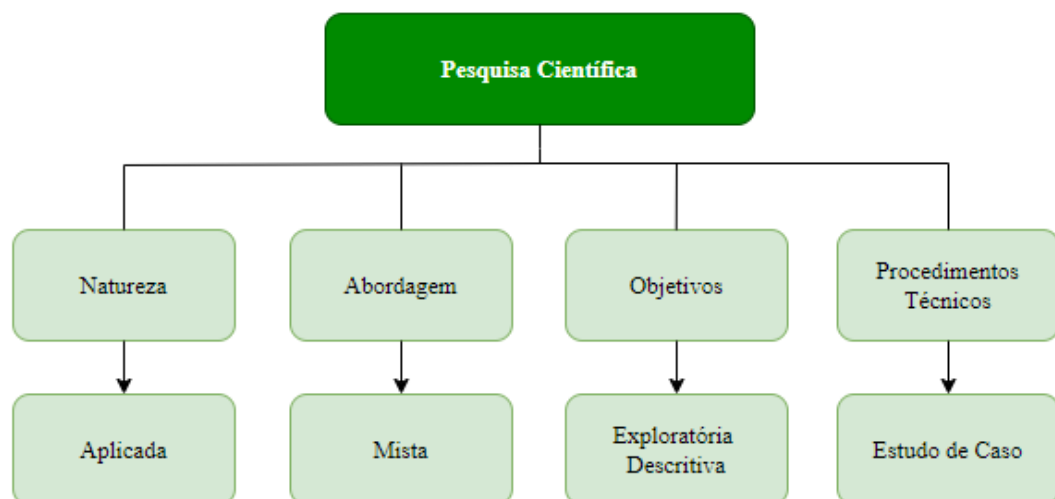 Pesquisa Científica
Natureza
Abordagem
Objetivos
Procedimentos
Técnicos
Aplicada
Mista
Exploratória
Descritiva
Estudo de Caso